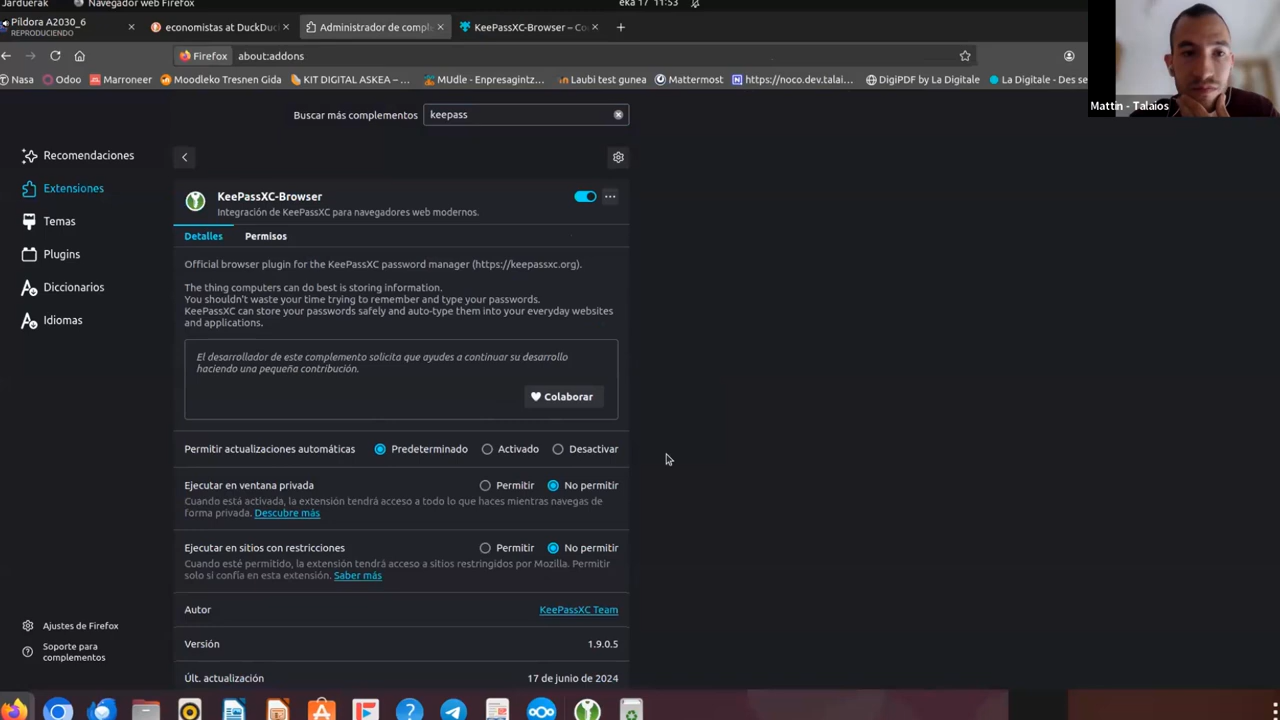 Jarduerak
Navegador web Firefox
eka 17 11:53
Píldora A2030_6
REPRODUCIENDO
economistas at DuckDuc
Administrador de comple
KeePassXC-Browser – Co
Firefox
about:addons
Nasa
Odoo
Marroneer
Moodleko Tresnen Gida
KIT DIGITAL ASKEA –...
MUdle - Enpresagintz...
Laubi test gunea
Mattermost
https://nco.dev.talai...
DigiPDF by La Digitale
La Digitale - Des se
Mattin - Talaios
Buscar más complementos
keepass
Recomendaciones
Extensiones
Temas
Plugins
Diccionarios
Idiomas
KeePassXC-Browser
Integración de KeePassXC para navegadores web modernos.
Detalles
Permisos
Official browser plugin for the KeePassXC password manager (https://keepassxc.org).
The thing computers can do best is storing information.
You shouldn't waste your time trying to remember and type your passwords.
KeePassXC can store your passwords safely and auto-type them into your everyday websites
and applications.
El desarrollador de este complemento solicita que ayudes a continuar su desarrollo
haciendo una pequeña contribución.
Colaborar
Permitir actualizaciones automáticas
Predeterminado
Activado
Desactivar
Ejecutar en ventana privada
Permitir
No permitir
Cuando está activada, la extensión tendrá acceso a todo lo que haces mientras navegas de
forma privada. Descubre más
Ejecutar en sitios con restricciones
Permitir
No permitir
Cuando esté permitido, la extensión tendrá acceso a sitios restringidos por Mozilla. Permitir
solo si confía en esta extensión. Saber más
Autor
KeePassXC Team
Versión
1.9.0.5
Últ. actualización
17 de junio de 2024
Ajustes de Firefox
Soporte para
complementos